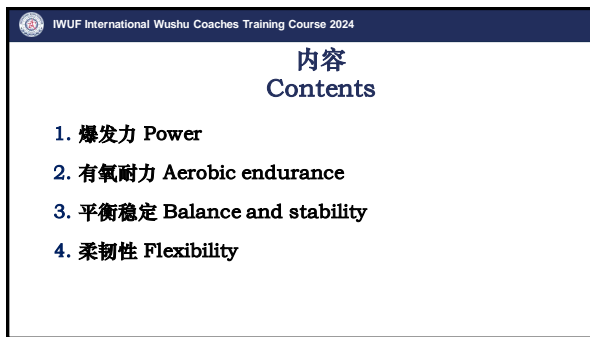 IWUF International Wushu Coaches Training Course 2024
内容
Contents
1. 爆发力 Power
2. 有氧耐力 Aerobic endurance
3. 平衡稳定 Balance and stability
4. 柔韧性 Flexibility